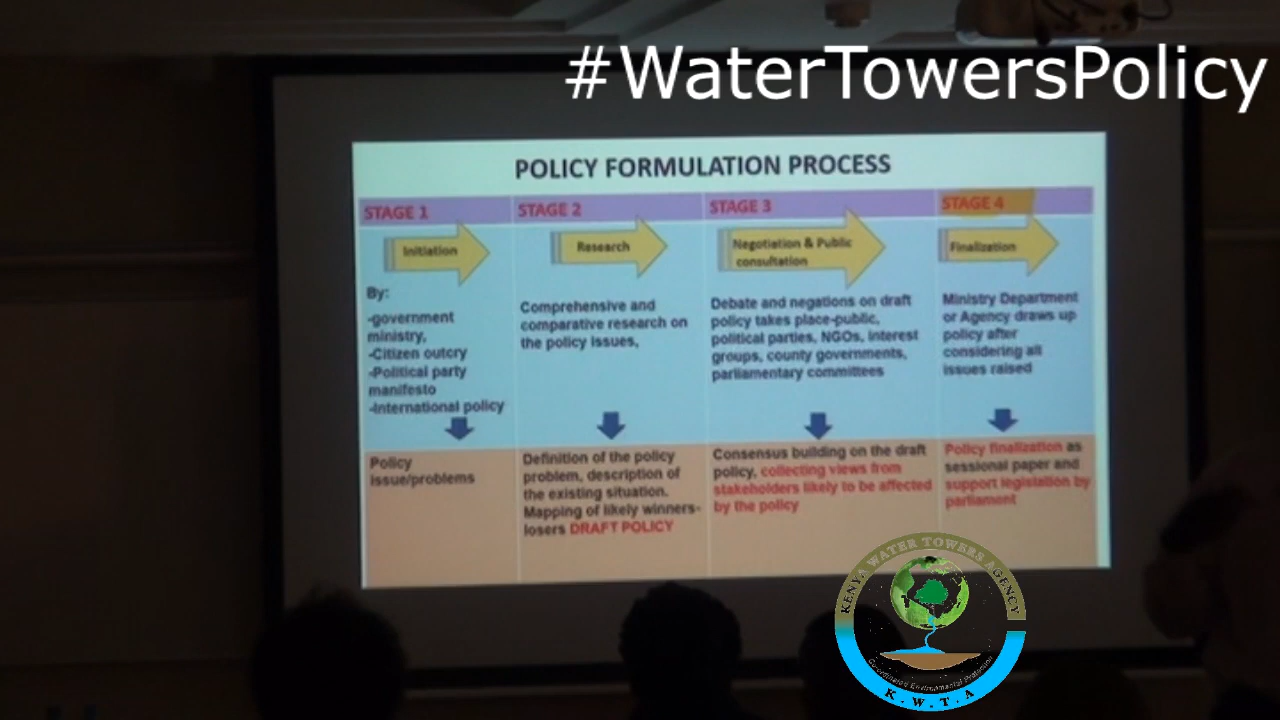 #WaterTowersPolicy
POLICY FORMULATION PROCESS
STAGE 1
Initiation
By:
-government
ministry,
-Citizen outcry
-Political party
manifesto
-International policy
Policy
issue/problems
STAGE 2
Research
Comprehensive and
comparative research on
the policy issues,
Definition of the policy
problem, description of
the existing situation.
Mapping of likely winners-
losers DRAFT POLICY
STAGE 3
Negotiation & Public
consultation
Debate and negations on draft
policy takes place-public,
political parties, NGOs, interest
groups, county governments,
parliamentary committees
Consensus building on the draft
policy, collecting views from
stakeholders likely to be affected
by the policy
STAGE 4
Finalization
Ministry Department
or Agency draws up
policy after
considering all
issues raised
Policy finalization as
sessional paper and
support legislation by
parliament
KENYA WATER TOWERS AGENCY
Co-ordinated Environmental Protection
K.W.T.A